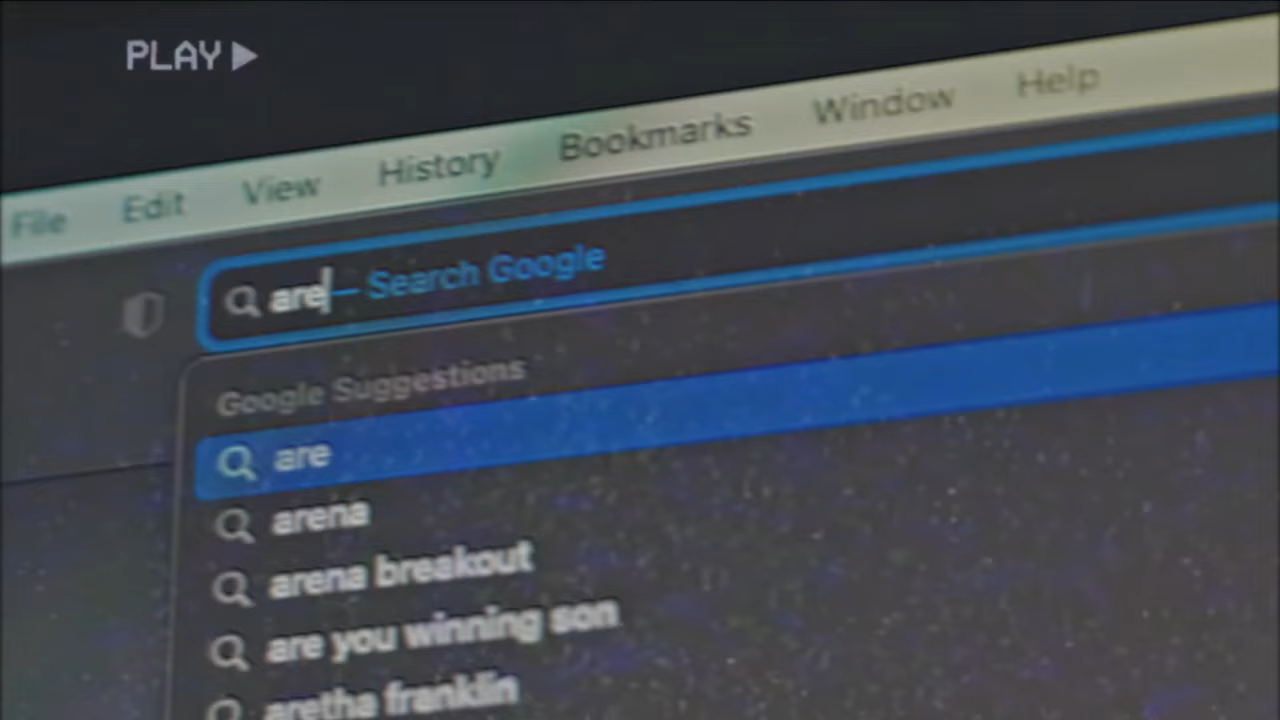 PLAY
File Edit View History Bookmarks Window Help
are — Search Google
Google Suggestions
are
arena
arena breakout
are you winning son
aretha franklin